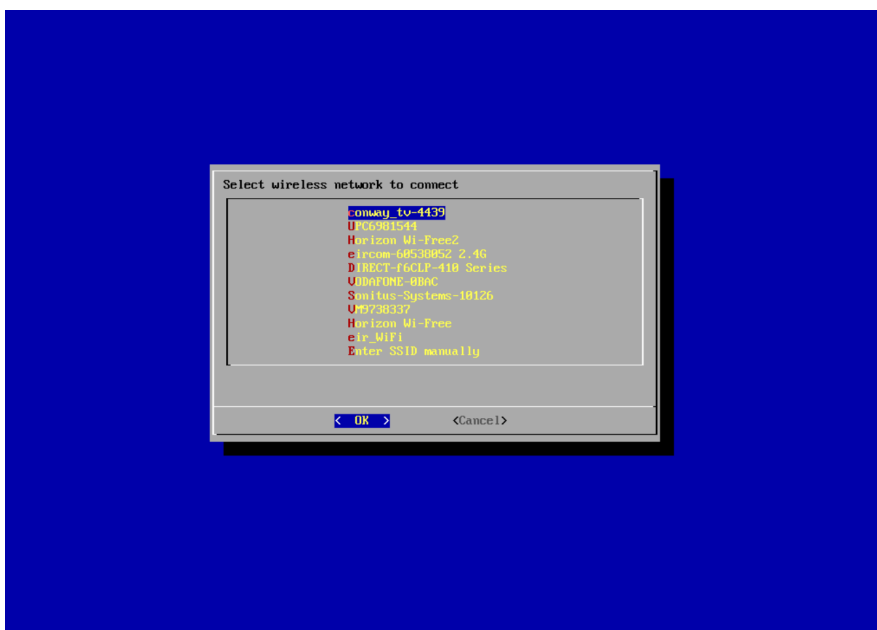 Select wireless network to connect
conway_tv-4439
UPC6981544
Horizon Wi-Free2
eircom-60538052 2.4G
DIRECT-f6CLP-410 Series
VODAFONE-0BAC
Sonitus-Systems-10126
VM9738337
Horizon Wi-Free
eir_WiFi
Enter SSID manually
< OK > <Cancel>